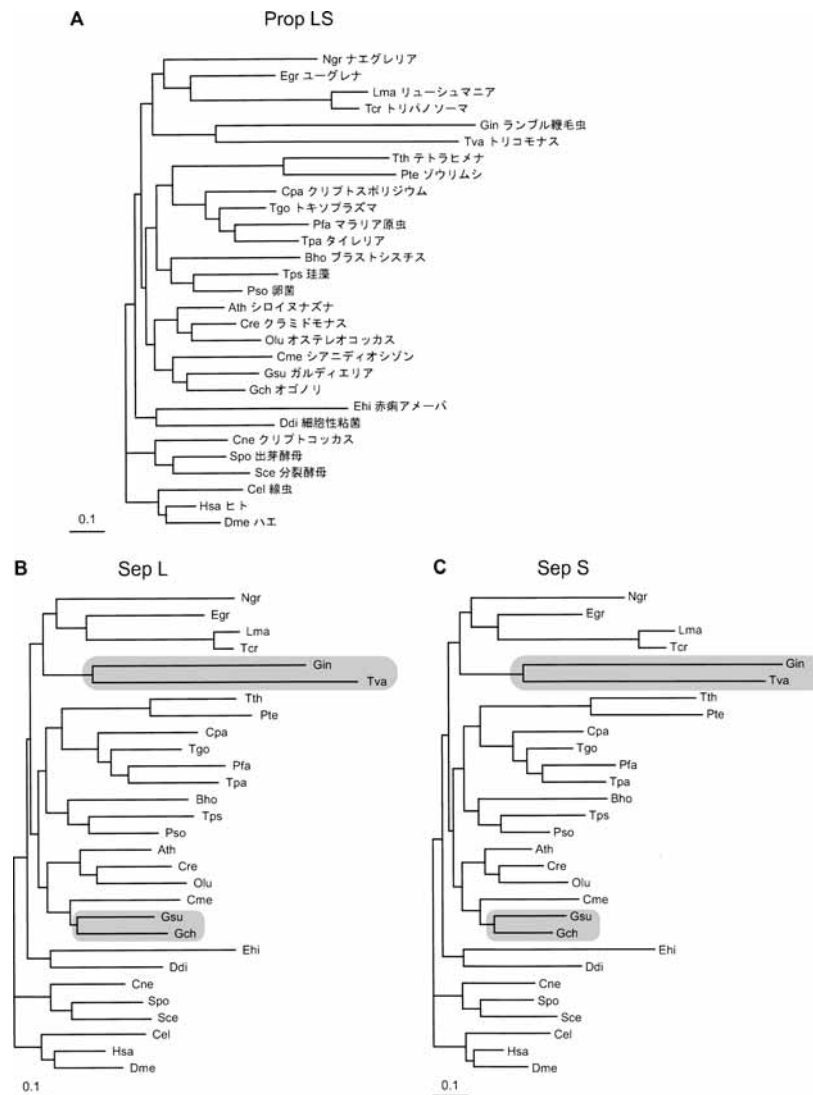 A
Prop LS
Ngr ナエグレリア
Egr ユーグレナ
Lma リューシュマニア
Tcr トリパノソーマ
Gin ランブル鞭毛虫
Tva トリコモナス
Tth テトラヒメナ
Pte ゾウリムシ
Cpa クリプトスポリジウム
Tgo トキソプラズマ
Pfa マラリア原虫
Tpa タイレリア
Bho ブラストシスチス
Tps 珪藻
Pso 卵菌
Ath シロイヌナズナ
Cre クラミドモナス
Olu オステレオコッカス
Cme シアニディオシゾン
Gsu ガルディエリア
Gch オゴノリ
Ehi 赤痢アメーバ
Ddi 細胞性粘菌
Cne クリプトコッカス
Spo 出芽酵母
Sce 分裂酵母
Cel 線虫
Hsa ヒト
Dme ハエ
0.1
B
Sep L
Ngr
Egr
Lma
Tcr
Gin
Tva
Tth
Pte
Cpa
Tgo
Pfa
Tpa
Bho
Tps
Pso
Ath
Cre
Olu
Cme
Gsu
Gch
Ehi
Ddi
Cne
Spo
Sce
Cel
Hsa
Dme
0.1
C
Sep S
Ngr
Egr
Lma
Tcr
Gin
Tva
Tth
Pte
Cpa
Tgo
Pfa
Tpa
Bho
Tps
Pso
Ath
Cre
Olu
Cme
Gsu
Gch
Ehi
Ddi
Cne
Spo
Sce
Cel
Hsa
Dme
0.1